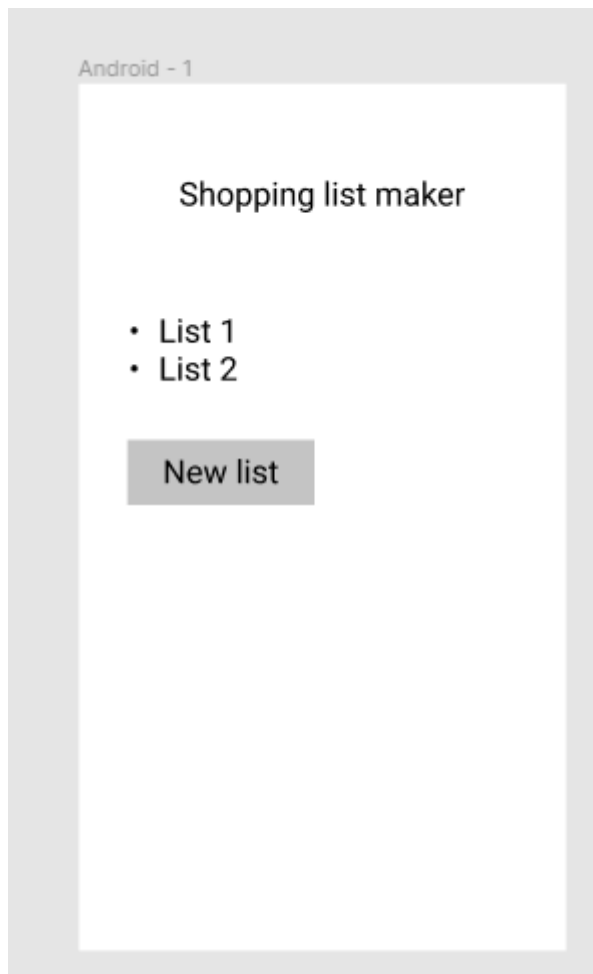 Android - 1
Shopping list maker
• List 1
• List 2
New list